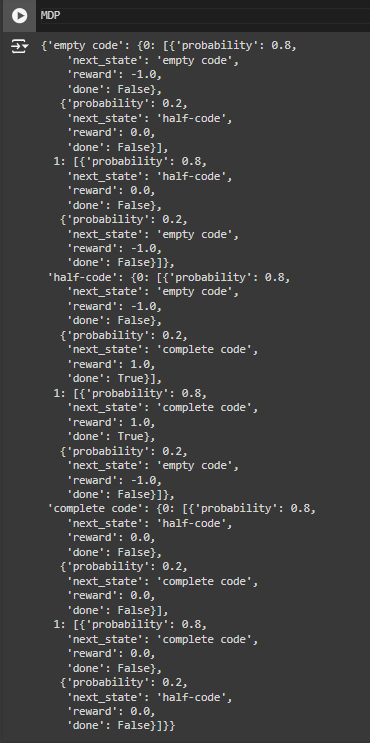 MDP
{'empty code': {0: [{'probability': 0.8,
'next_state': 'empty code',
'reward': -1.0,
'done': False},
{'probability': 0.2,
'next_state': 'half-code',
'reward': 0.0,
'done': False}],
1: [{'probability': 0.8,
'next_state': 'half-code',
'reward': 0.0,
'done': False},
{'probability': 0.2,
'next_state': 'empty code',
'reward': -1.0,
'done': False}]},
'half-code': {0: [{'probability': 0.8,
'next_state': 'empty code',
'reward': -1.0,
'done': False},
{'probability': 0.2,
'next_state': 'complete code',
'reward': 1.0,
'done': True}],
1: [{'probability': 0.8,
'next_state': 'complete code',
'reward': 1.0,
'done': True},
{'probability': 0.2,
'next_state': 'empty code',
'reward': -1.0,
'done': False}]},
'complete code': {0: [{'probability': 0.8,
'next_state': 'half-code',
'reward': 0.0,
'done': False},
{'probability': 0.2,
'next_state': 'complete code',
'reward': 0.0,
'done': False}],
1: [{'probability': 0.8,
'next_state': 'complete code',
'reward': 0.0,
'done': False},
{'probability': 0.2,
'next_state': 'half-code',
'reward': 0.0,
'done': False}]}}